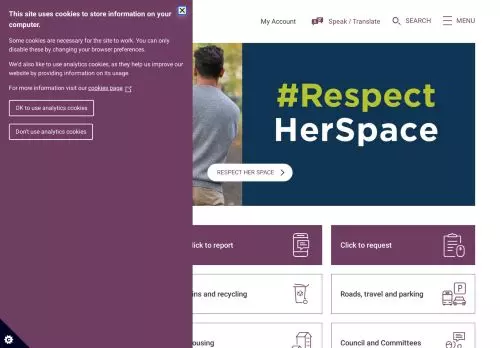 This site uses cookies to store information on your
computer.
Some cookies are necessary for the site to work. You can only
disable these by changing your browser preferences.
We'd also like to use analytics cookies, as they help us improve our
website by providing information on its usage.
For more information visit our cookies page
OK to use analytics cookies
Don't use analytics cookies
My Account
Speak / Translate
SEARCH
MENU
#Respect
HerSpace
RESPECT HER SPACE
to report
Click to request
and recycling
Roads, travel and parking
Council and Committees